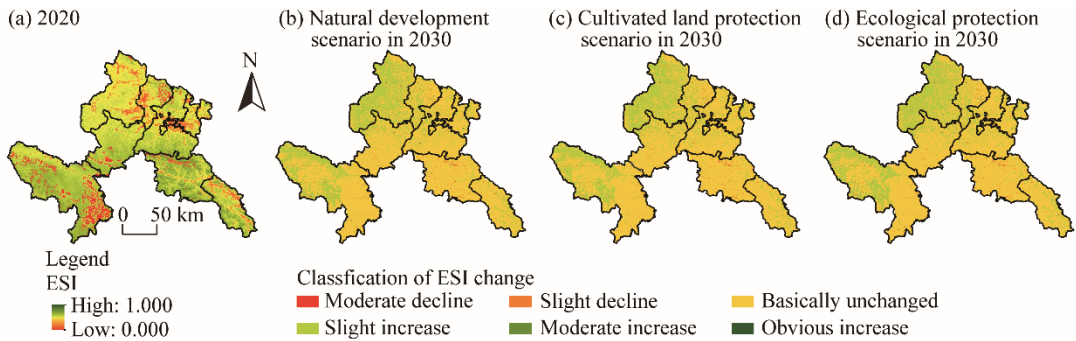 (a) 2020
(b) Natural development
scenario in 2030
(c) Cultivated land protection
scenario in 2030
(d) Ecological protection
scenario in 2030
N
0 50 km
Legend
ESI
High: 1.000
Low: 0.000
Classfication of ESI change
Moderate decline
Slight decline
Basically unchanged
Slight increase
Moderate increase
Obvious increase